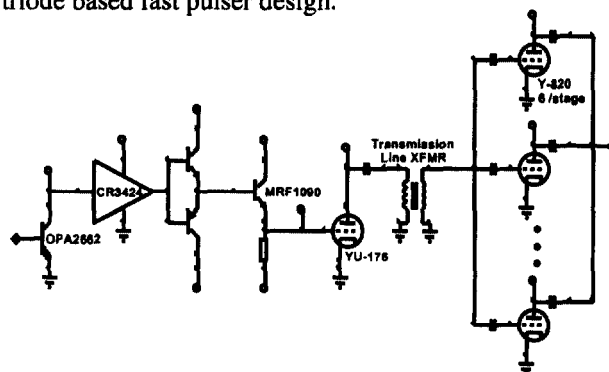 triode based fast pulser design.
Y-820
6 /stage
Transmission
Line XFMR
CR3424
MRF1090
OPA2662
YU-176